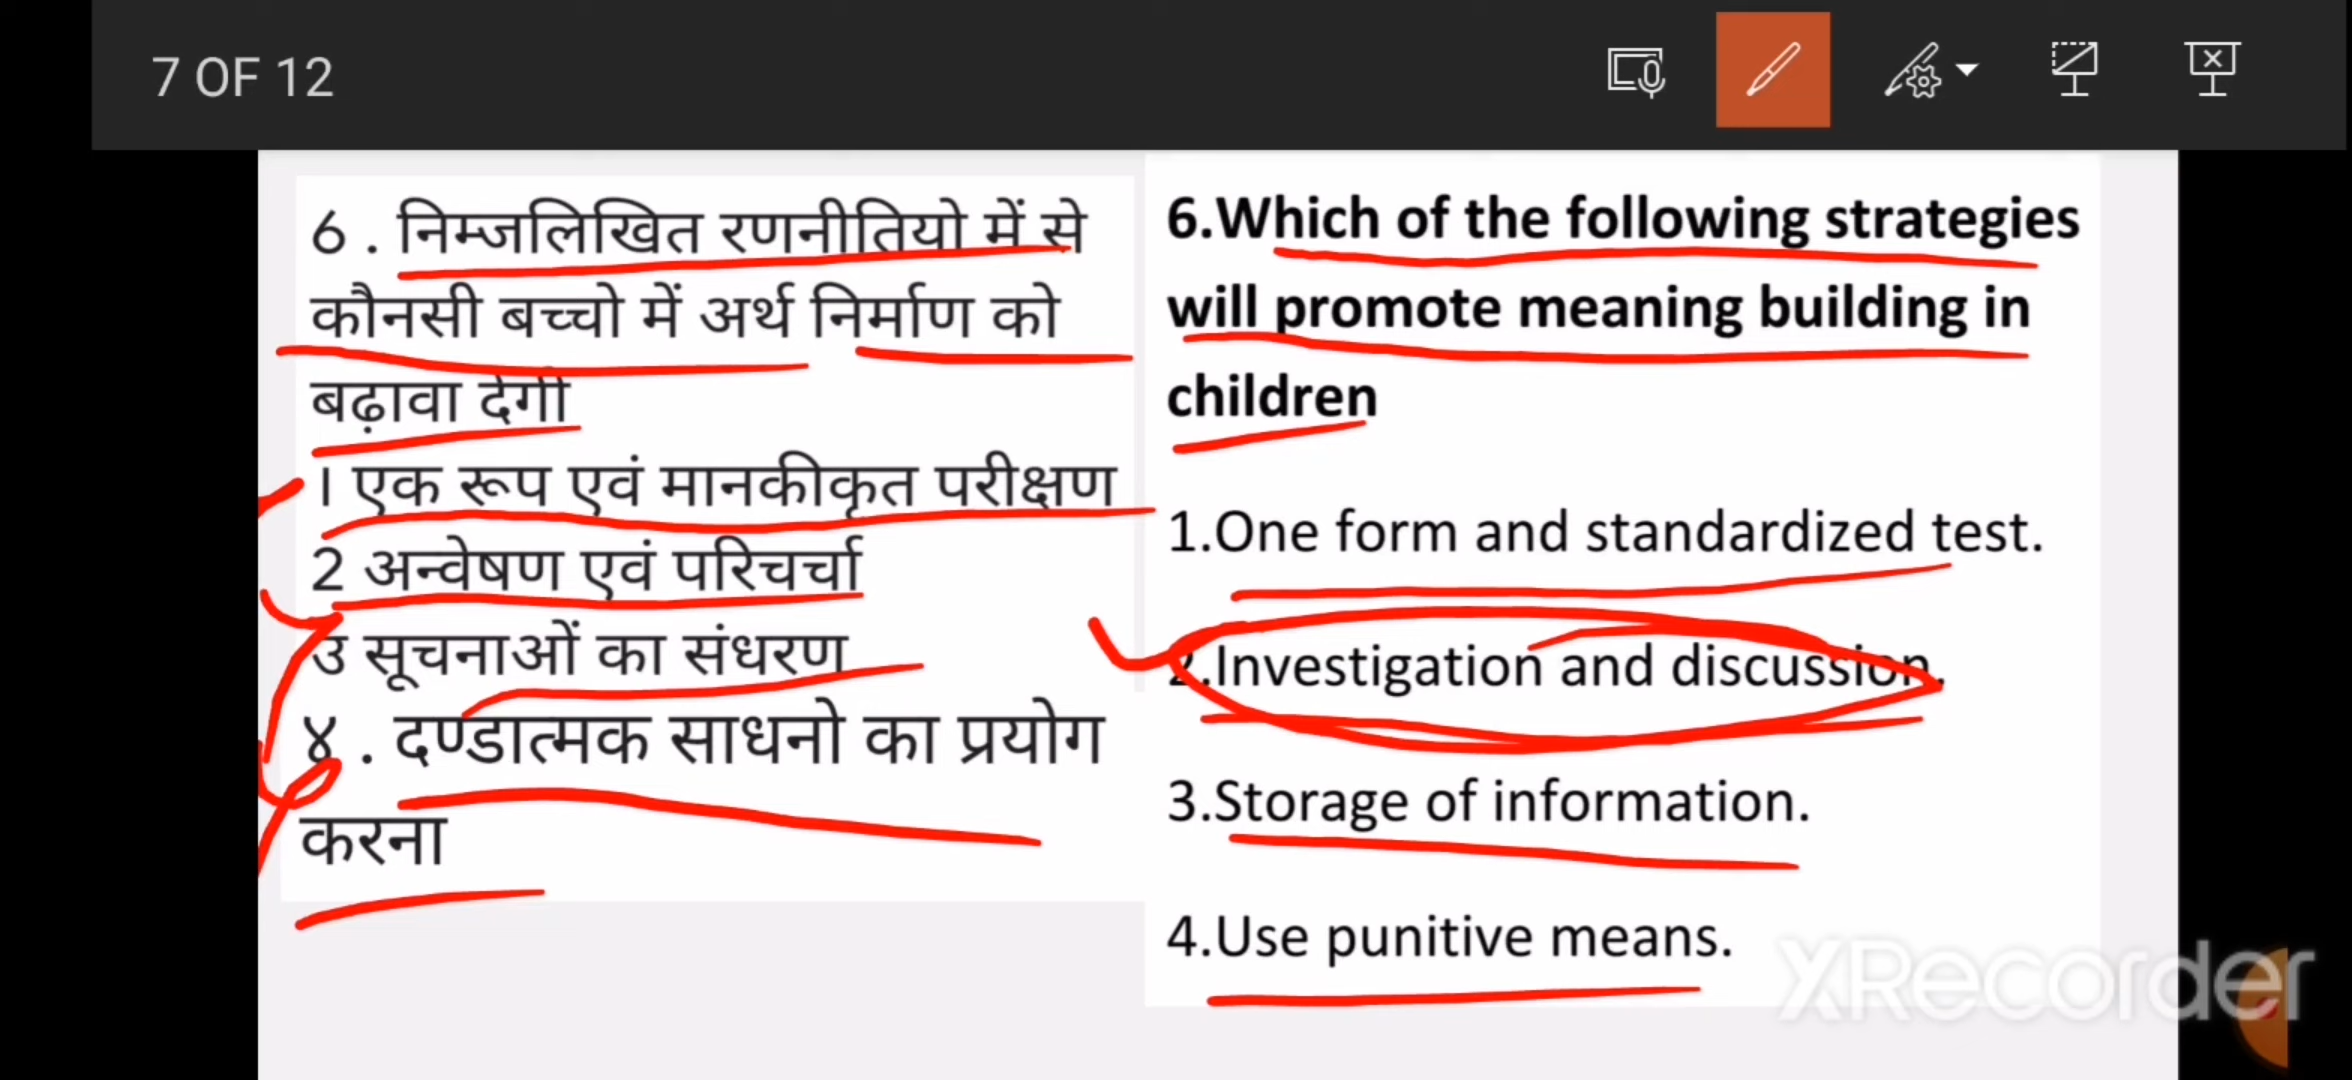 7 OF 12
6 . निम्जलिखित रणनीतियो में से
कौनसी बच्चो में अर्थ निर्माण को
बढ़ावा देगी
। एक रूप एवं मानकीकृत परीक्षण
2 अन्वेषण एवं परिचर्चा
उ सूचनाओं का संधरण
४ . दण्डात्मक साधनो का प्रयोग
करना
6.Which of the following strategies
will promote meaning building in
children
1.One form and standardized test.
2.Investigation and discussion.
3.Storage of information.
4.Use punitive means.
XRecorder